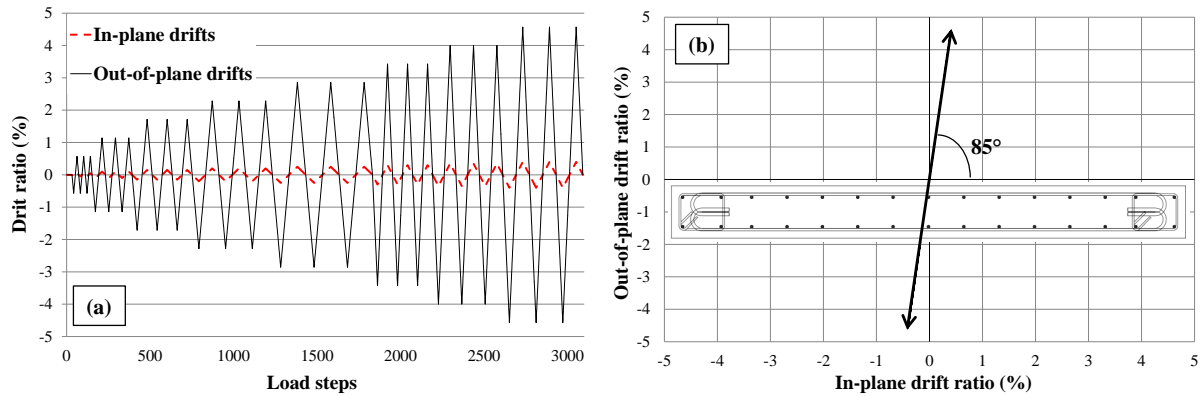 (a)
In-plane drifts
Out-of-plane drifts
Drit ratio (%)
5
4
3
2
1
0
-1
-2
-3
-4
-5
0 500 1000 1500 2000 2500 3000
Load steps
(b)
85°
Out-of-plane drift ratio (%)
5
4
3
2
1
0
-1
-2
-3
-4
-5
-5 -4 -3 -2 -1 0 1 2 3 4 5
In-plane drift ratio (%)